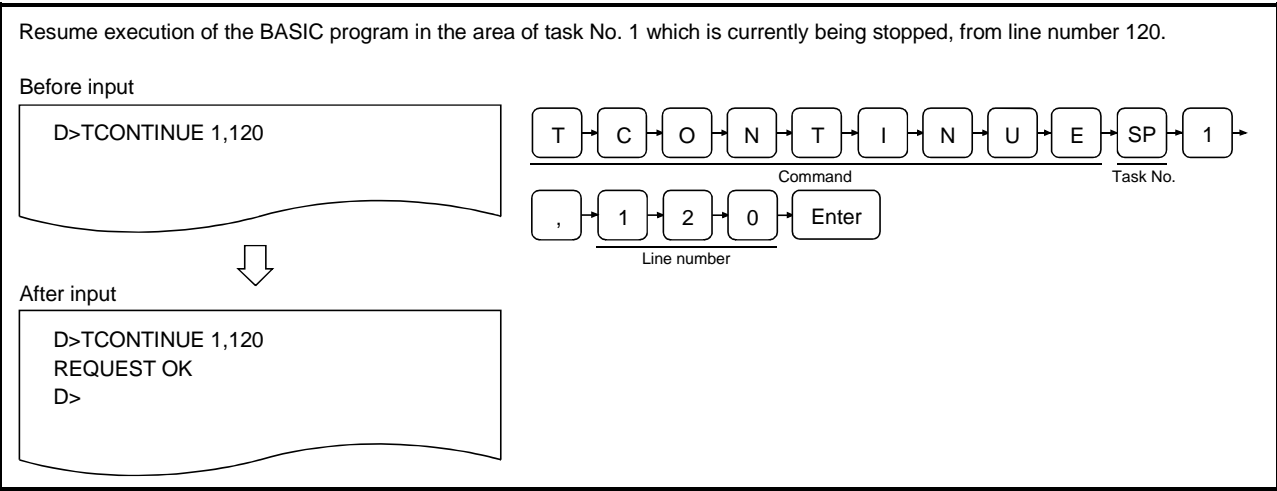 Resume execution of the BASIC program in the area of task No. 1 which is currently being stopped, from line number 120.
Before input
D>TCONTINUE 1,120
T C O N T I N U E SP 1
Command Task No.
, 1 2 0 Enter
Line number
After input
D>TCONTINUE 1,120
REQUEST OK
D>